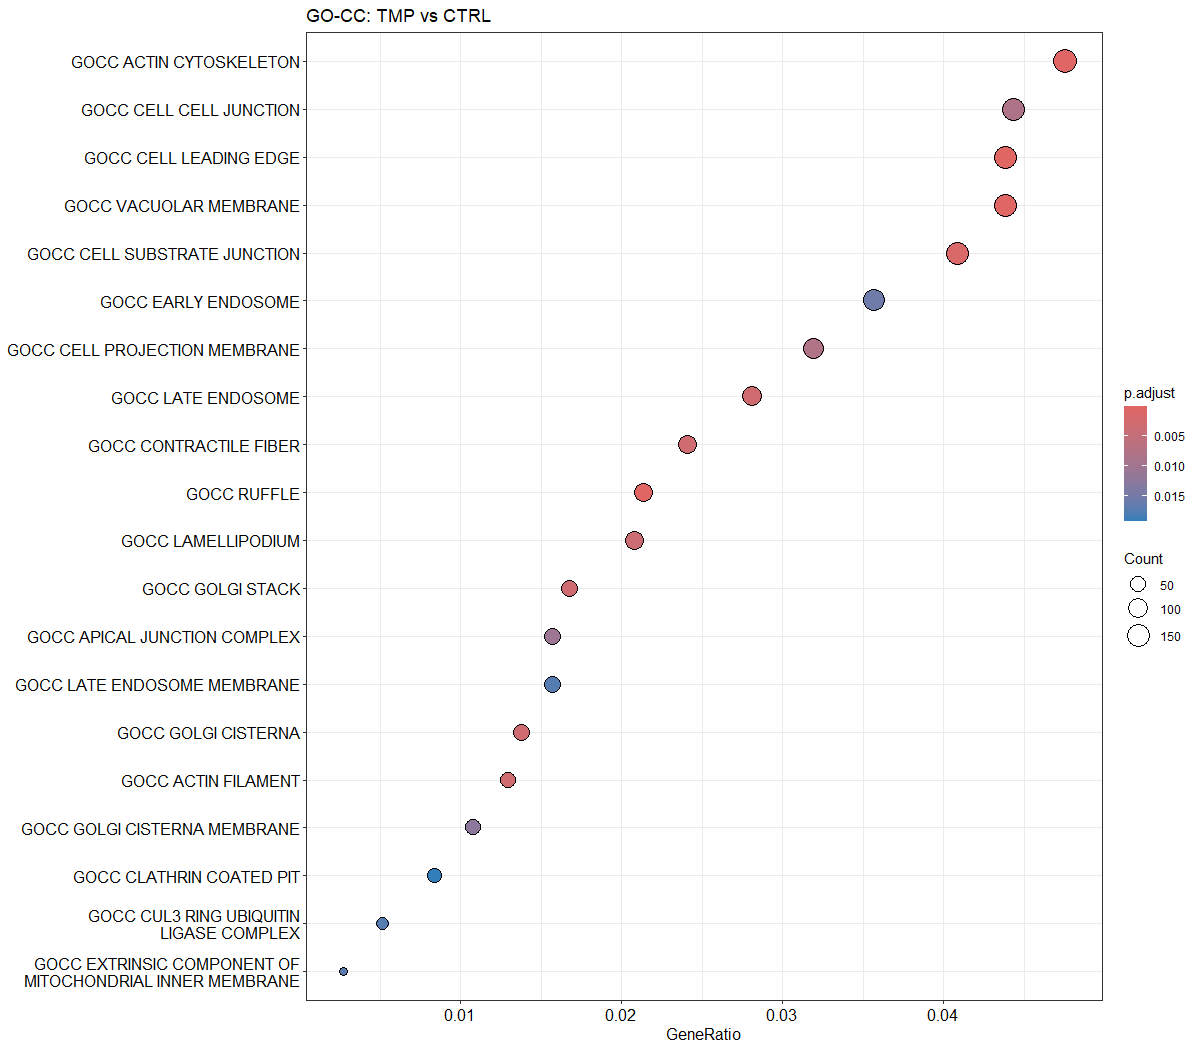 GO-CC: TMP vs CTRL
GOCC ACTIN CYTOSKELETON
GOCC CELL CELL JUNCTION
GOCC CELL LEADING EDGE
GOCC VACUOLAR MEMBRANE
GOCC CELL SUBSTRATE JUNCTION
GOCC EARLY ENDOSOME
GOCC CELL PROJECTION MEMBRANE
GOCC LATE ENDOSOME
GOCC CONTRACTILE FIBER
GOCC RUFFLE
GOCC LAMELLIPODIUM
GOCC GOLGI STACK
GOCC APICAL JUNCTION COMPLEX
GOCC LATE ENDOSOME MEMBRANE
GOCC GOLGI CISTERNA
GOCC ACTIN FILAMENT
GOCC GOLGI CISTERNA MEMBRANE
GOCC CLATHRIN COATED PIT
GOCC CUL3 RING UBIQUITIN
LIGASE COMPLEX
GOCC EXTRINSIC COMPONENT OF
MITOCHONDRIAL INNER MEMBRANE
0.01 0.02 0.03 0.04
GeneRatio
p.adjust
0.005
0.010
0.015
Count
50
100
150